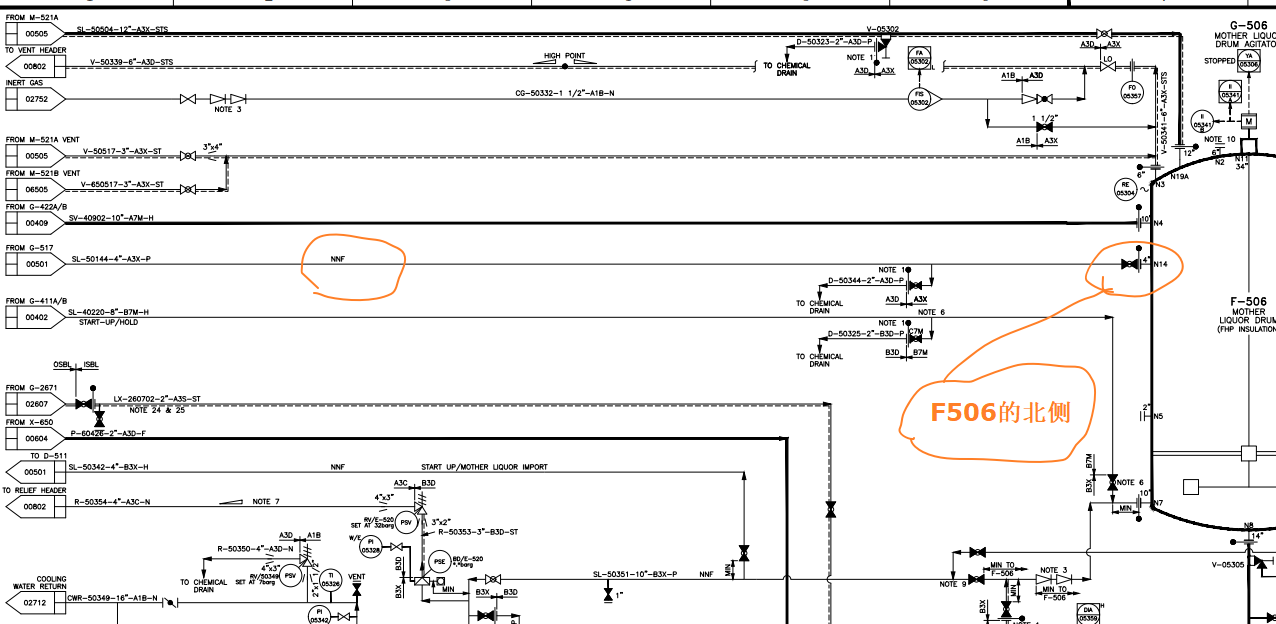 FROM M-521A
00505
SL-50504-12"-A3X-STS
TO VENT HEADER
00802
V-50339-6"-A3D-STS
HIGH POINT
V-05302
D-50323-2"-A3D-P
NOTE 1
TO CHEMICAL
DRAIN
A3D
A3X
FA
05302
L
A3D
A3X
LO
FO
05357
G-506
MOTHER LIQUO
DRUM AGITATO
STOPPED
YA
05306
INERT GAS
02752
NOTE 3
CG-50332-1 1/2"-A1B-N
FIS
05302
A1B
A3D
1 1/2"
A1B
A3X
V-50341-6"-A3X-STS
II
05341
A
II
05341
B
M
NOTE 10
FROM M-521A VENT
00505
V-50517-3"-A3X-ST
3"x4"
12"
N19A
6"
N2
N11
34"
FROM M-521B VENT
06505
V-650517-3"-A3X-ST
6"
N3
RE
05304
FROM G-422A/B
00409
SV-40902-10"-A7M-H
10"
N4
FROM G-517
00501
SL-50144-4"-A3X-P
NNF
4"
N14
NOTE 1
D-50344-2"-A3D-P
TO CHEMICAL
DRAIN
A3D
A3X
FROM G-411A/B
00402
SL-40220-8"-B7M-H
START-UP/HOLD
NOTE 6
NOTE 1
D-50325-2"-B3D-P
C7M
TO CHEMICAL
DRAIN
B3D
B7M
F-506
MOTHER
LIQUOR DRUM
(FHP INSULATION
OSBL
ISBL
FROM G-2671
02607
LX-260702-2"-A3S-ST
NOTE 24 & 25
F506的北侧
2"
N5
FROM X-650
00604
P-60426-2"-A3D-F
TO D-511
00501
SL-50342-4"-B3X-H
NNF
START UP/MOTHER LIQUOR IMPORT
B7M
B3X
NOTE 6
MIN
10"
N7
TO RELIEF HEADER
00802
R-50354-4"-A3C-N
NOTE 7
A3C
B3D
4"x3"
RV/E-520
SET AT 32barg
PSV
3"x2"
R-50353-3"-B3D-ST
W/E
PI
05328
PSE
BD/E-520
B3D
B3X
MIN
R-50350-4"-A3D-N
A3D
A1B
4"x3"
RV/50349
SET AT 7barg
PSV
TO CHEMICAL
DRAIN
TI
05326
VENT
PI
05342
COOLING
WATER RETURN
02712
CWR-50349-16"-A1B-N
B3X
B3D
SL-50351-10"-B3X-P
NNF
1"
MIN
NOTE 9
MIN TO
F-506
NOTE 3
MIN
MIN TO
F-506
B3X
DIA
05359
H
N8
14"
V-05305